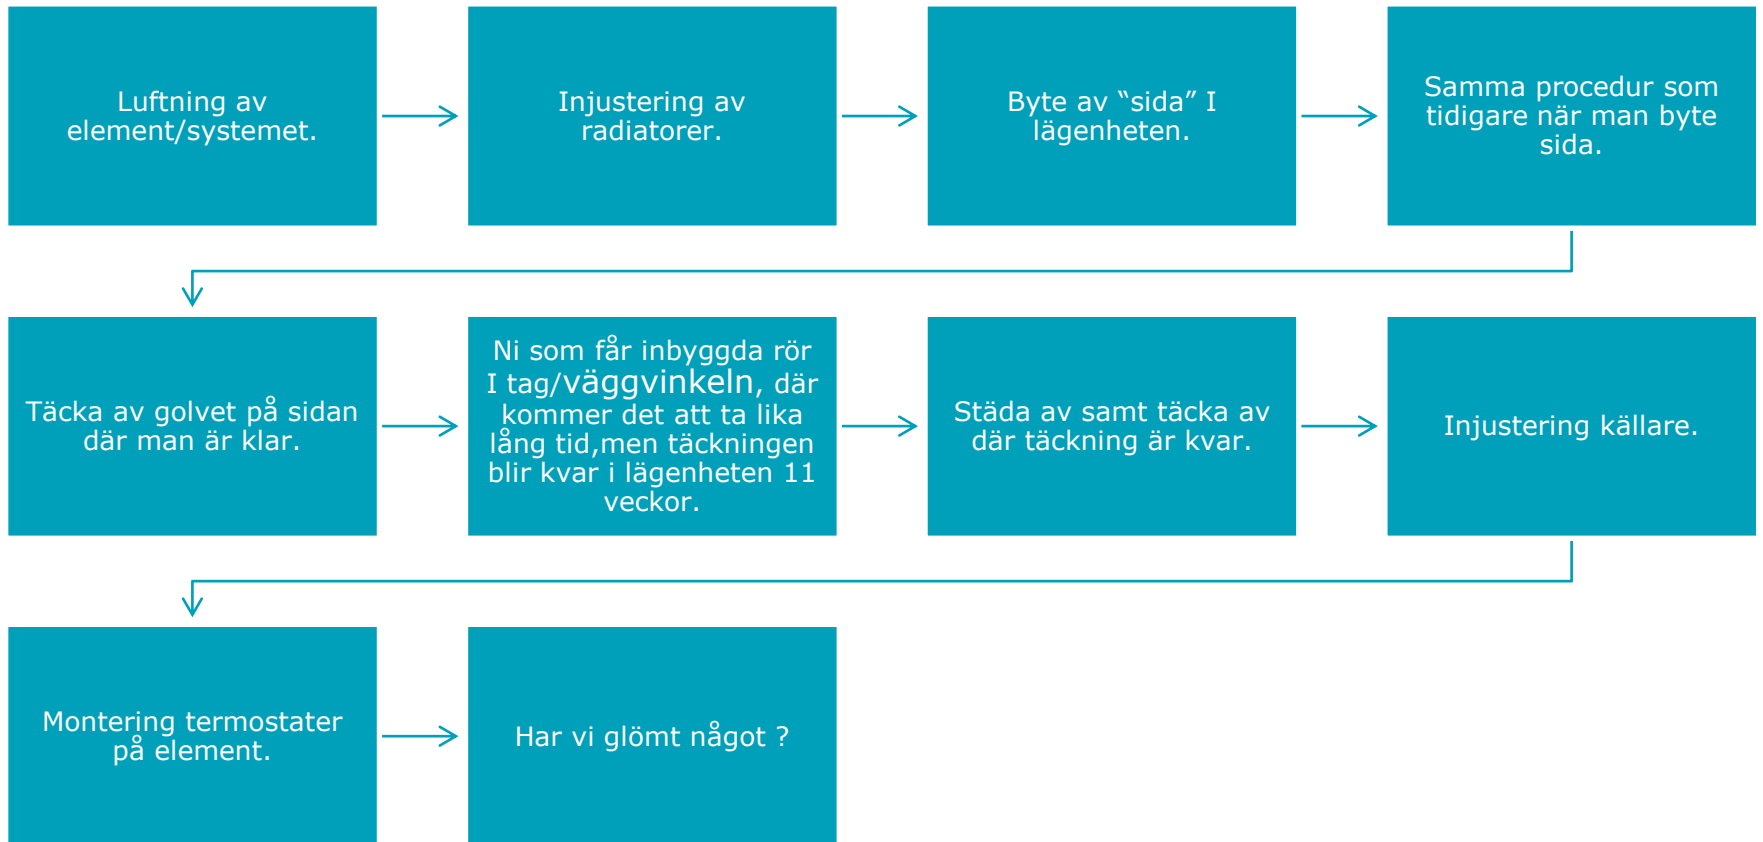 Luftning av
element/systemet.
Injustering av
radiatorer.
Byte av “sida” I
lägenheten.
Samma procedur som
tidigare när man byte
sida.
Täcka av golvet på sidan
där man är klar.
Ni som får inbyggda rör
I tag/väggvinkeln, där
kommer det att ta lika
lång tid,men täckningen
blir kvar i lägenheten 11
veckor.
Städa av samt täcka av
där täckning är kvar.
Injustering källare.
Montering termostater
på element.
Har vi glömt något ?